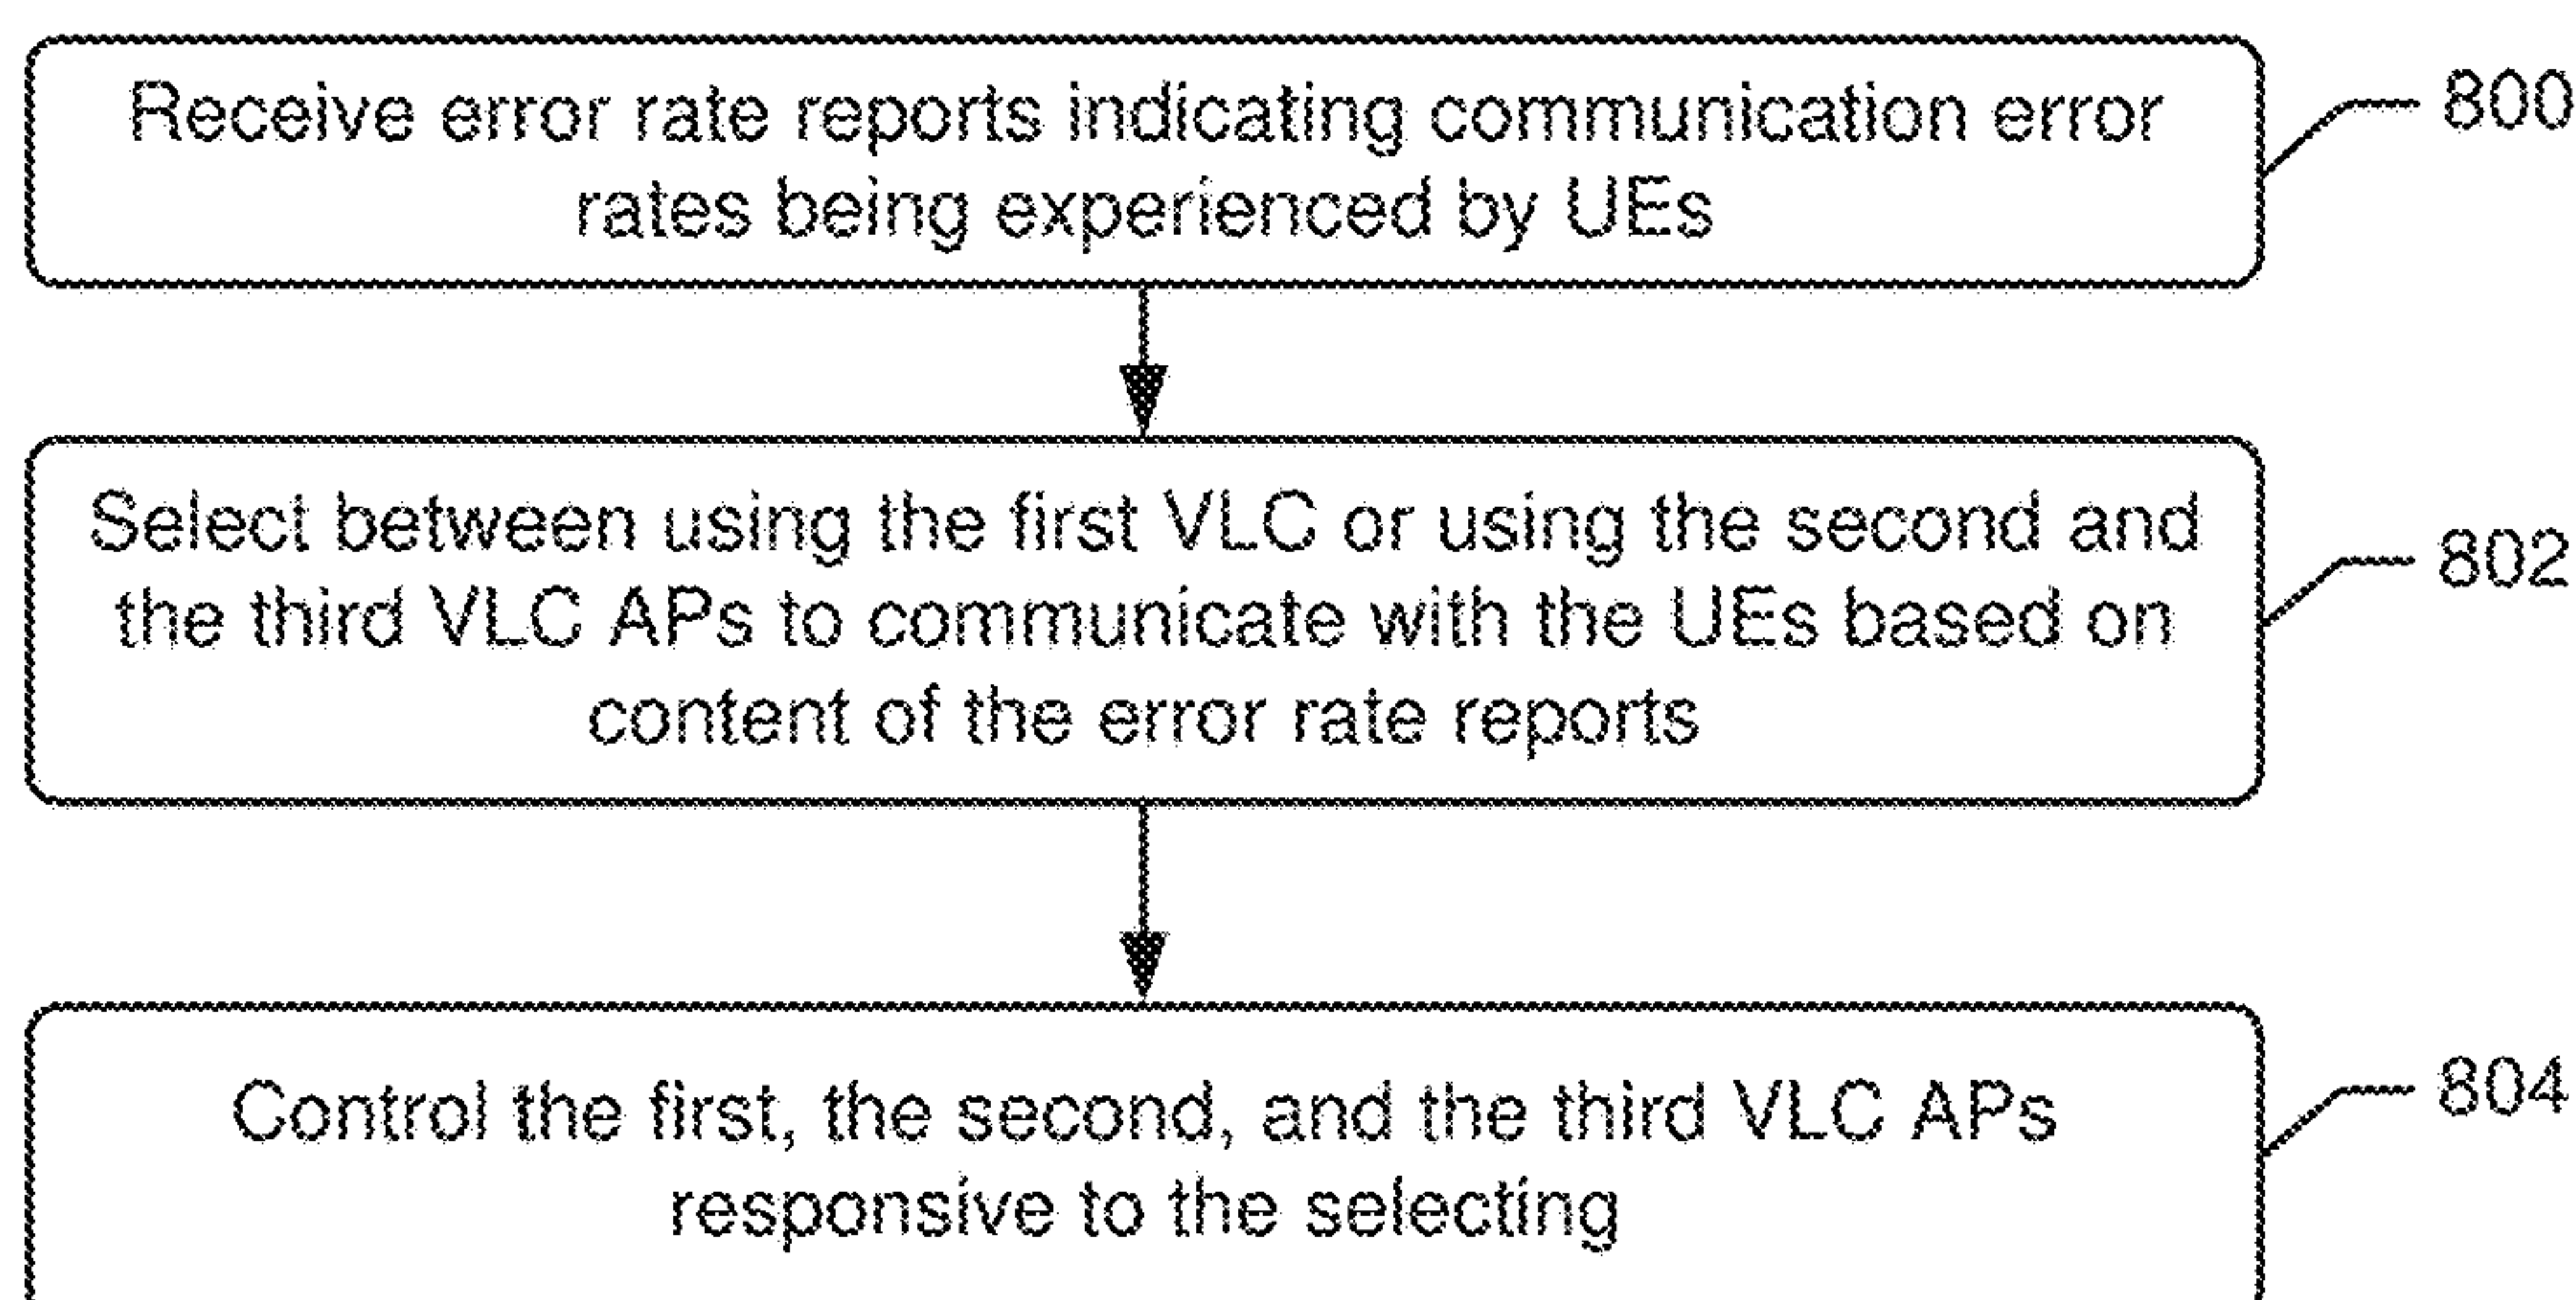 Receive error rate reports indicating communication error
rates being experienced by UEs
800
Select between using the first VLC or using the second and
the third VLC APs to communicate with the UEs based on
content of the error rate reports
802
Control the first, the second, and the third VLC APs
responsive to the selecting
804